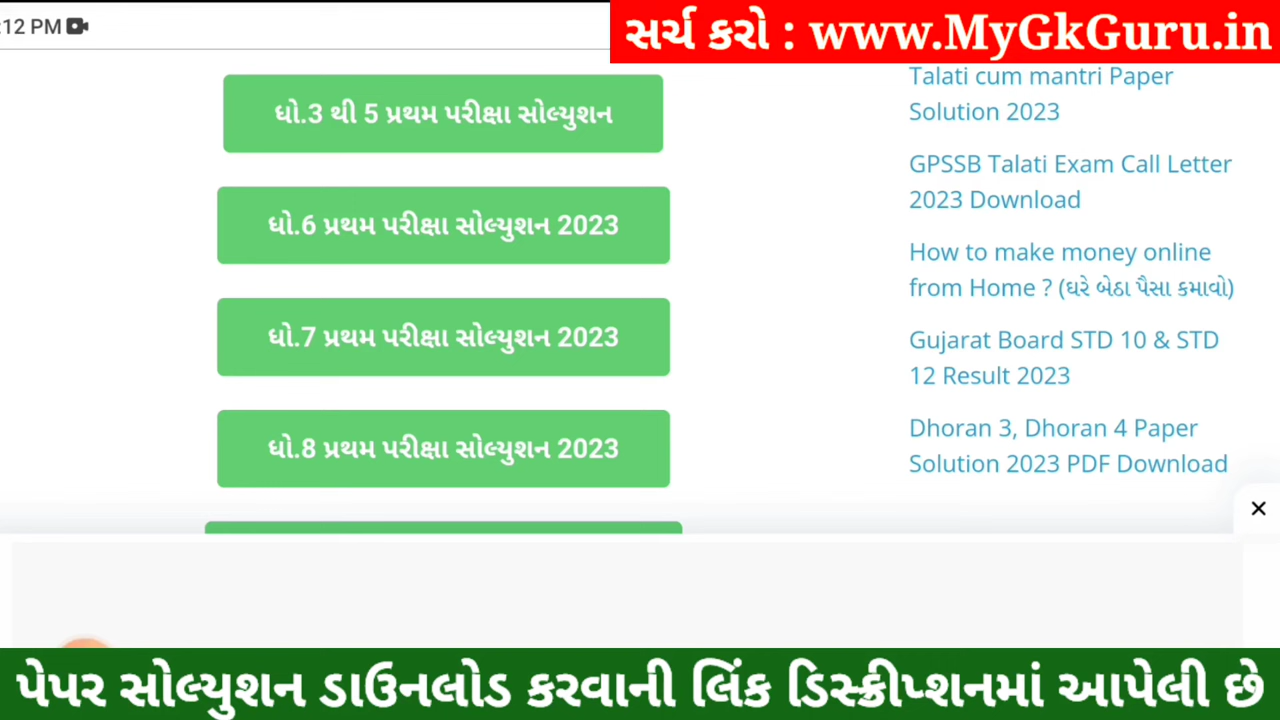 :12 PM
સર્ચ કરો : www.MyGkGuru.in
ધો.3 થી 5 પ્રથમ પરીક્ષા સોલ્યુશન
ધો.6 પ્રથમ પરીક્ષા સોલ્યુશન 2023
ધો.7 પ્રથમ પરીક્ષા સોલ્યુશન 2023
ધો.8 પ્રથમ પરીક્ષા સોલ્યુશન 2023
Talati cum mantri Paper
Solution 2023
GPSSB Talati Exam Call Letter
2023 Download
How to make money online
from Home ? (ઘરે બેઠા પૈસા કમાવો)
Gujarat Board STD 10 & STD
12 Result 2023
Dhoran 3, Dhoran 4 Paper
Solution 2023 PDF Download
પેપર સોલ્યુશન ડાઉનલોડ કરવાની લિંક ડિસ્ક્રીપ્શનમાં આપેલી છે